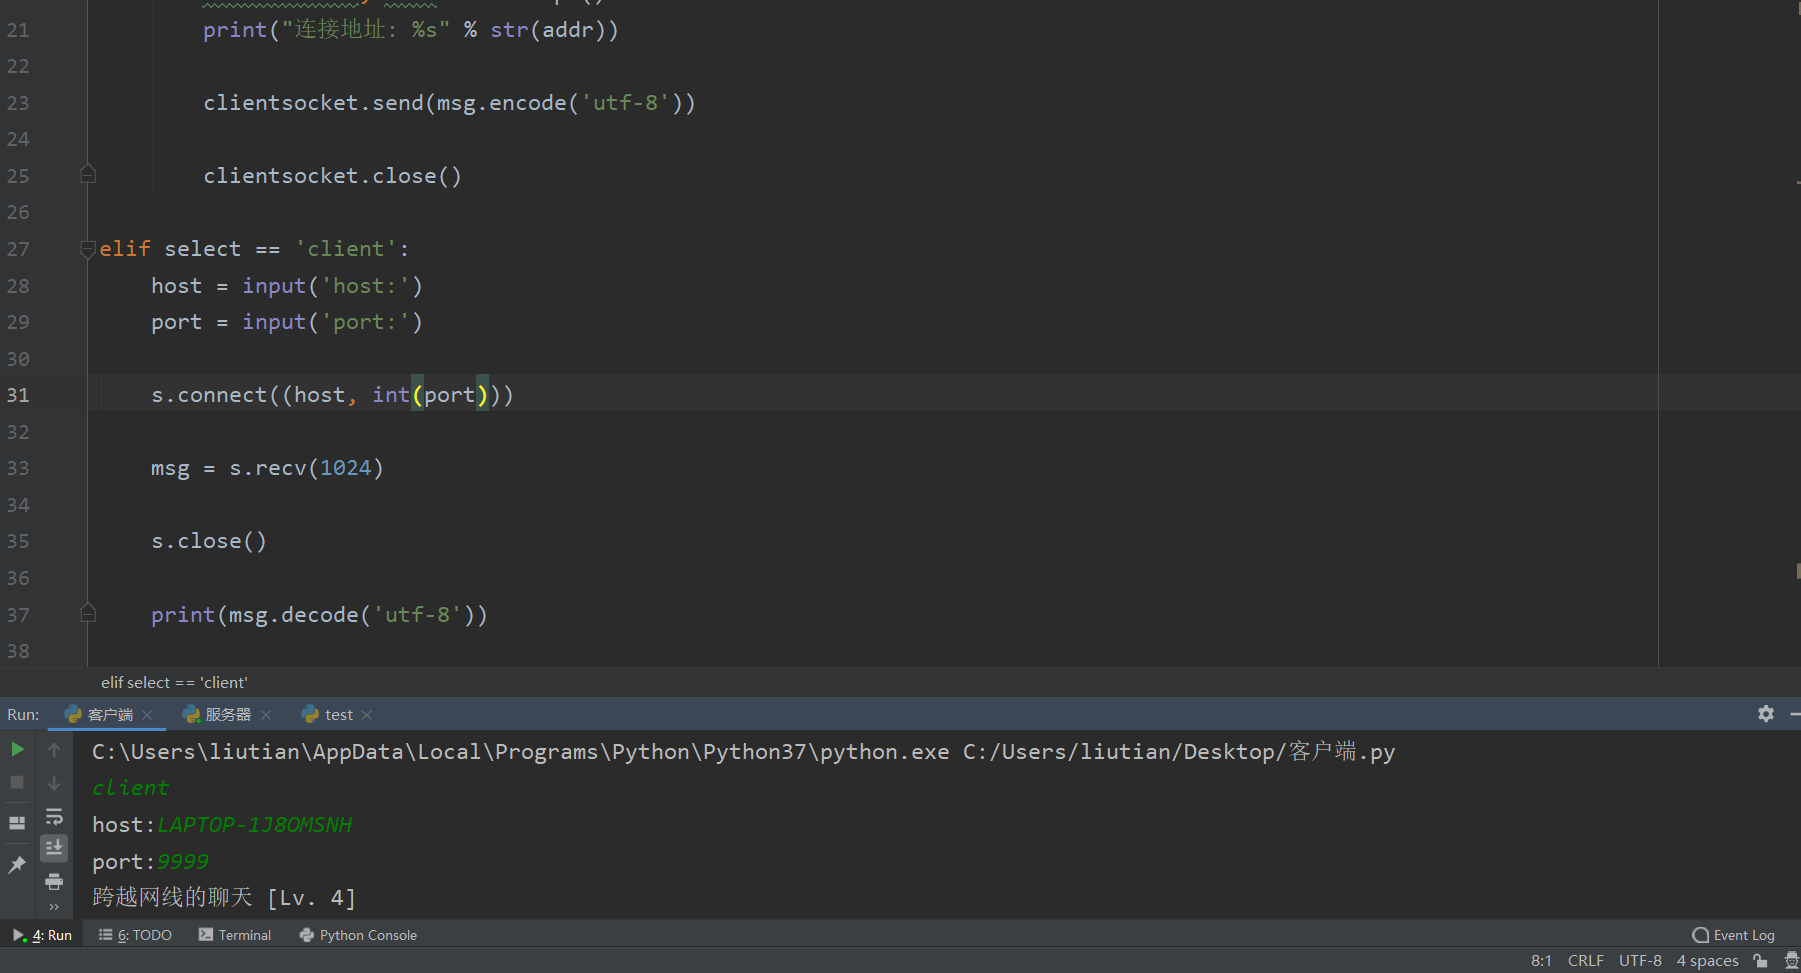 21 print("连接地址: %s" % str(addr))
22
23 clientsocket.send(msg.encode('utf-8'))
24
25 clientsocket.close()
26
27 elif select == 'client':
28 host = input('host:')
29 port = input('port:')
30
31 s.connect((host, int(port)))
32
33 msg = s.recv(1024)
34
35 s.close()
36
37 print(msg.decode('utf-8'))
38
elif select == 'client'
Run: 客户端 服务器 test
C:\Users\liutian\AppData\Local\Programs\Python\Python37\python.exe C:/Users/liutian/Desktop/客户端.py
client
host:LAPTOP-1J8OMSNH
port:9999
跨越网线的聊天 [Lv. 4]
4: Run 6: TODO Terminal Python Console Event Log
8:1 CRLF UTF-8 4 spaces